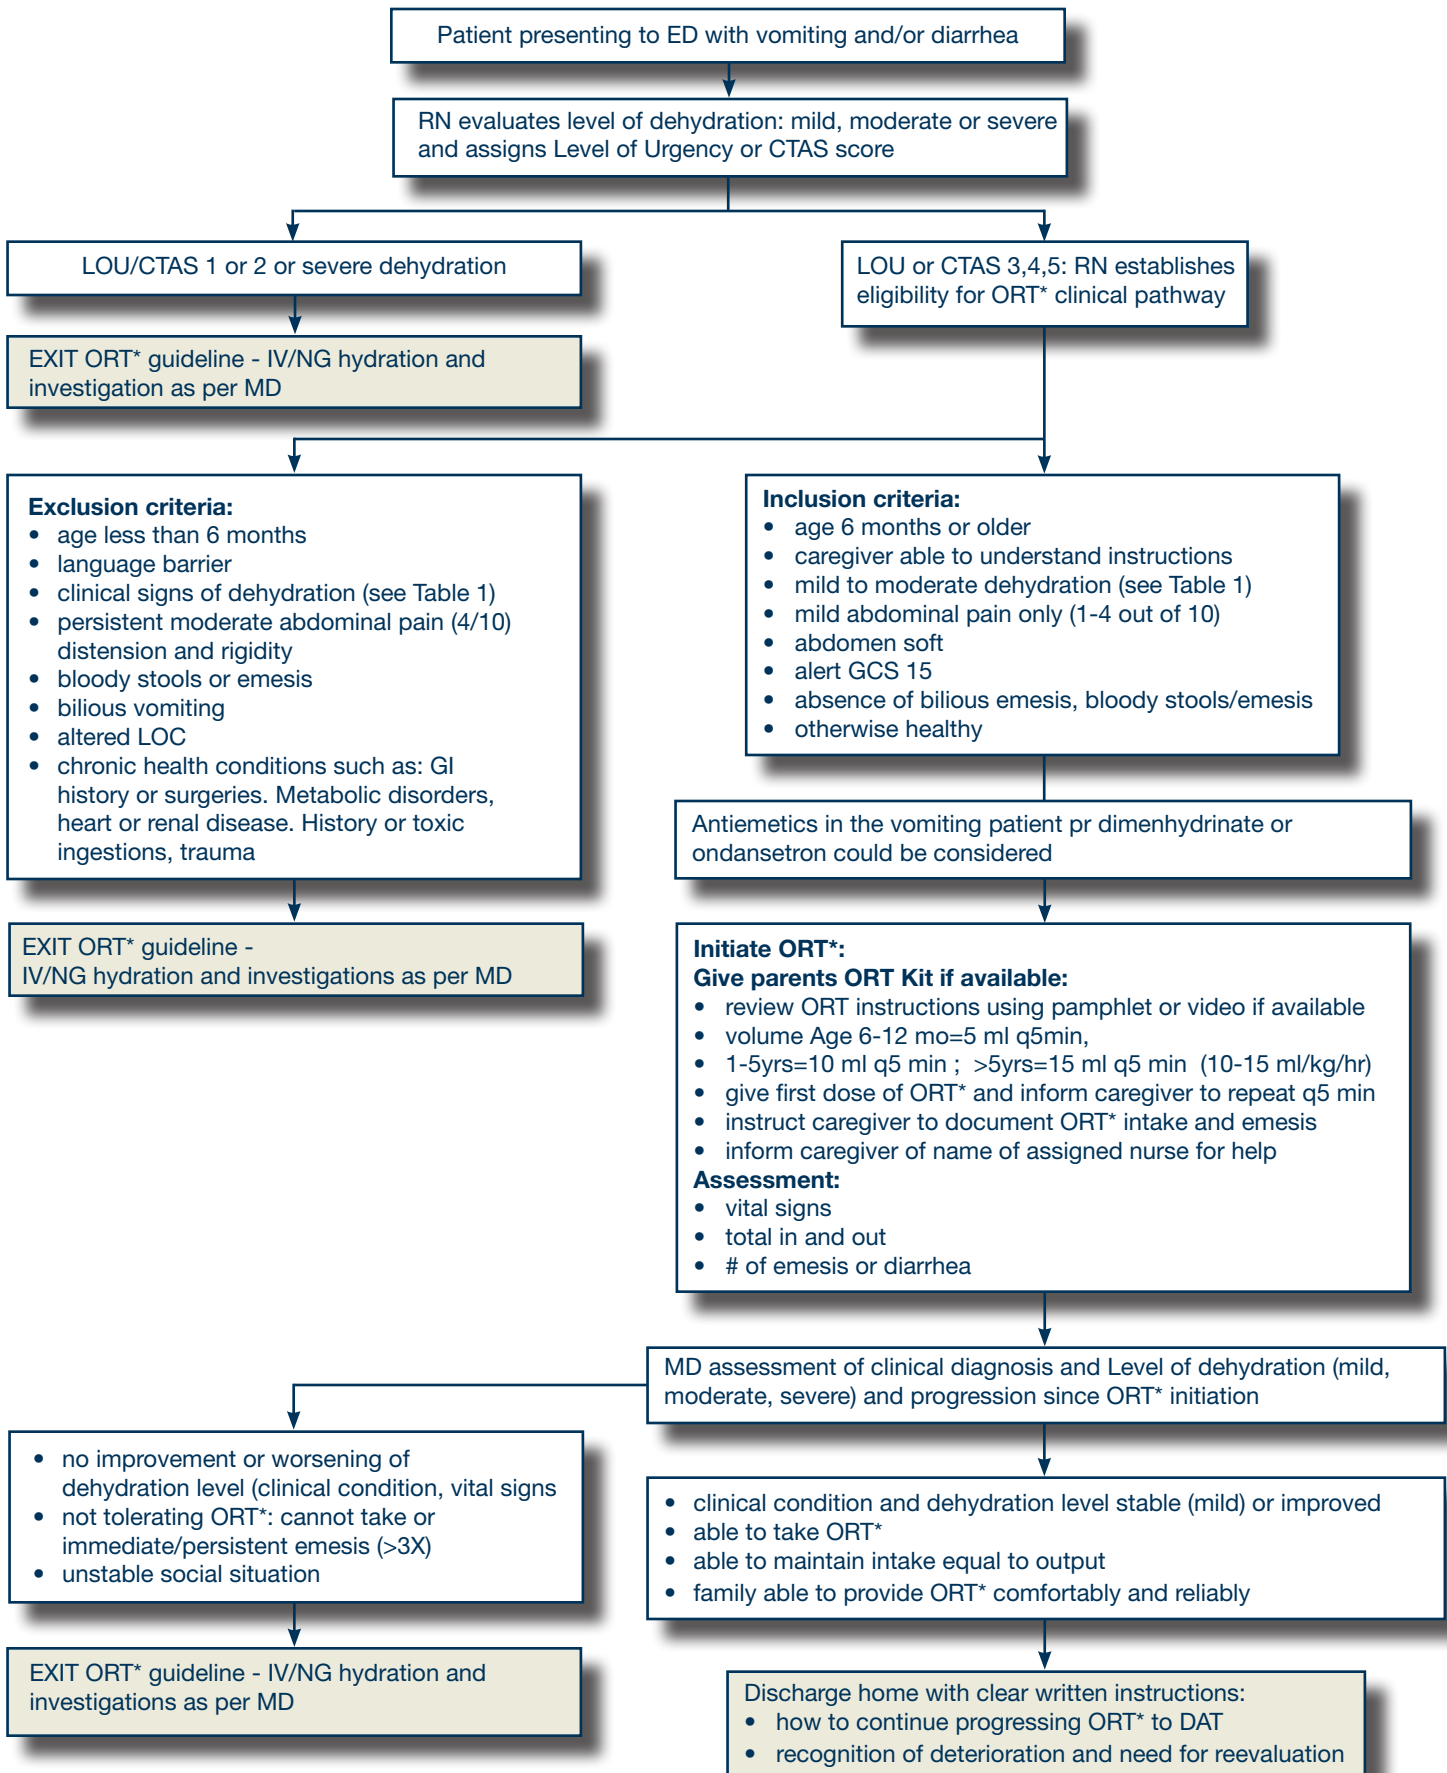 Patient presenting to ED with vomiting and/or diarrhea
RN evaluates level of dehydration: mild, moderate or severe
and assigns Level of Urgency or CTAS score
LOU/CTAS 1 or 2 or severe dehydration
EXIT ORT* guideline - IV/NG hydration and
investigation as per MD
LOU or CTAS 3,4,5: RN establishes
eligibility for ORT* clinical pathway
Exclusion criteria:
• age less than 6 months
• language barrier
• clinical signs of dehydration (see Table 1)
• persistent moderate abdominal pain (4/10)
distension and rigidity
• bloody stools or emesis
• bilious vomiting
• altered LOC
• chronic health conditions such as: GI
history or surgeries. Metabolic disorders,
heart or renal disease. History or toxic
ingestions, trauma
EXIT ORT* guideline -
IV/NG hydration and investigations as per MD
Inclusion criteria:
• age 6 months or older
• caregiver able to understand instructions
• mild to moderate dehydration (see Table 1)
• mild abdominal pain only (1-4 out of 10)
• abdomen soft
• alert GCS 15
• absence of bilious emesis, bloody stools/emesis
• otherwise healthy
Antiemetics in the vomiting patient pr dimenhydrinate or
ondansetron could be considered
Initiate ORT*:
Give parents ORT Kit if available:
• review ORT instructions using pamphlet or video if available
• volume Age 6-12 mo=5 ml q5min,
• 1-5yrs=10 ml q5 min ; >5yrs=15 ml q5 min (10-15 ml/kg/hr)
• give first dose of ORT* and inform caregiver to repeat q5 min
• instruct caregiver to document ORT* intake and emesis
• inform caregiver of name of assigned nurse for help
Assessment:
• vital signs
• total in and out
• # of emesis or diarrhea
MD assessment of clinical diagnosis and Level of dehydration (mild,
moderate, severe) and progression since ORT* initiation
• no improvement or worsening of
dehydration level (clinical condition, vital signs
• not tolerating ORT*: cannot take or
immediate/persistent emesis (>3X)
• unstable social situation
EXIT ORT* guideline - IV/NG hydration and
investigations as per MD
• clinical condition and dehydration level stable (mild) or improved
• able to take ORT*
• able to maintain intake equal to output
• family able to provide ORT* comfortably and reliably
Discharge home with clear written instructions:
• how to continue progressing ORT* to DAT
• recognition of deterioration and need for reevaluation